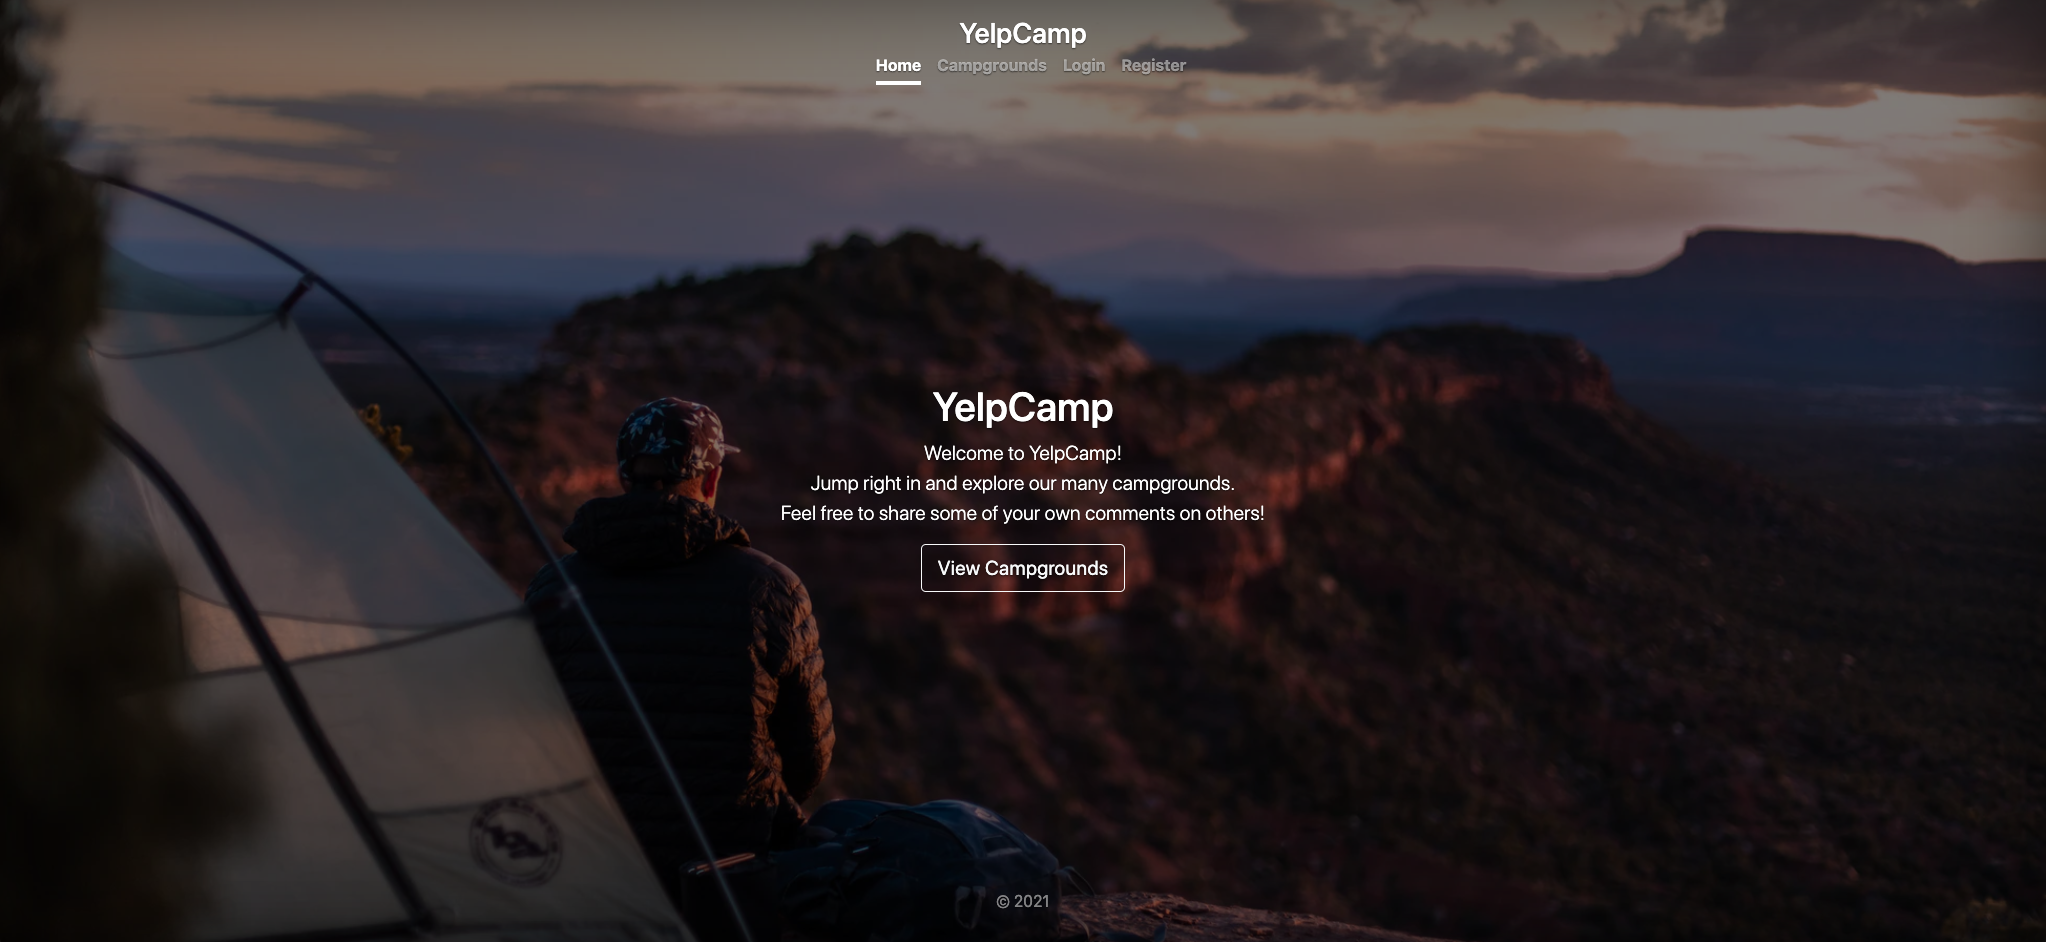 YelpCamp
Home Campgrounds Login Register
YelpCamp
Welcome to YelpCamp!
Jump right in and explore our many campgrounds.
Feel free to share some of your own comments on others!
View Campgrounds
© 2021